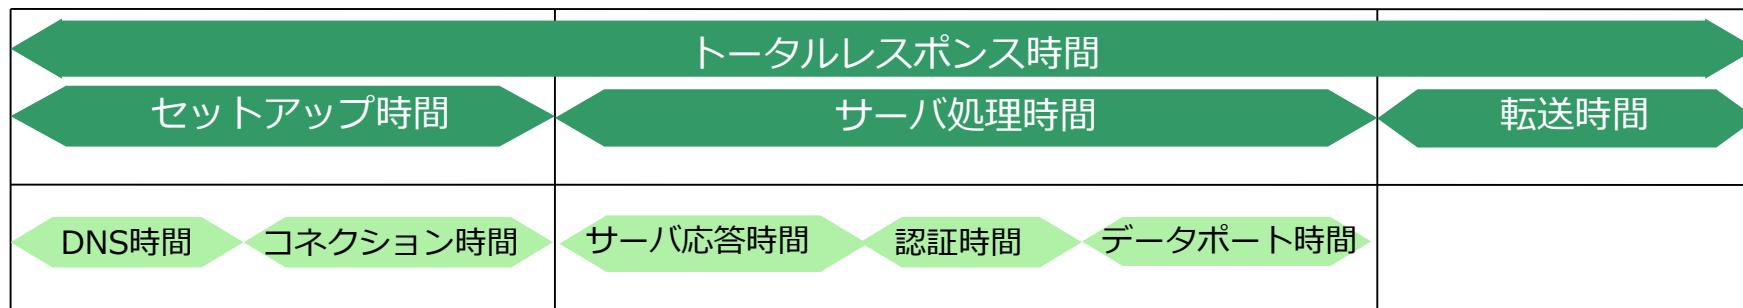 トータルレスポンス時間
セットアップ時間 サーバ処理時間 転送時間
DNS時間 コネクション時間 サーバ応答時間 認証時間 データポート時間